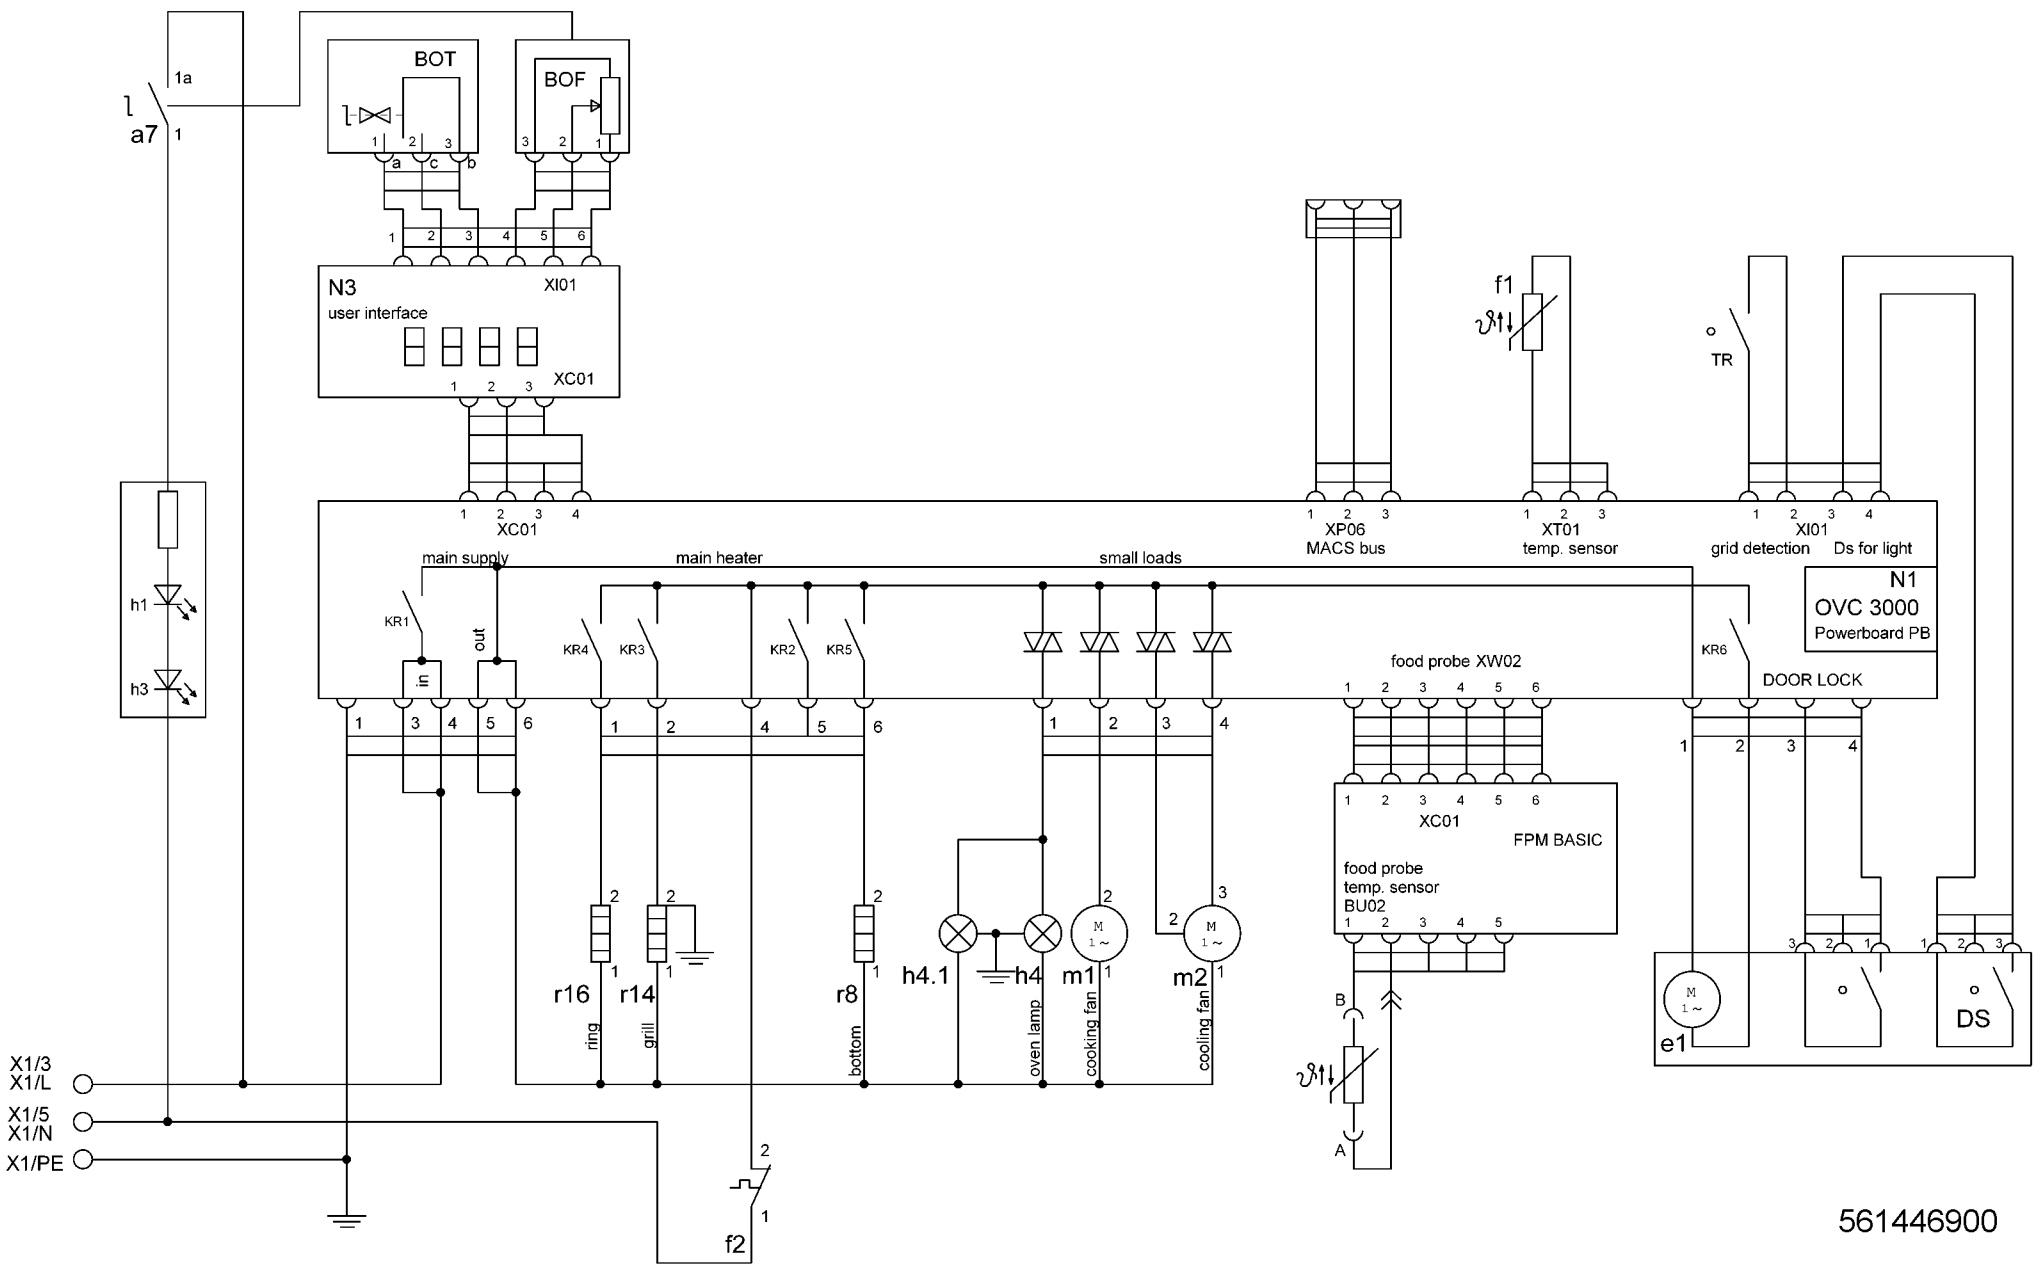 1a
l
a7
1
BOT
1 2 3
a c b
BOF
3 2 1
1 2 3 4 5 6
N3
XI01
user interface
XC01
1 2 3
h1
h3
1 2 3 4
XC01
1 2 3
XP06
MACS bus
1 2 3
XT01
temp. sensor
1 2 3 4
XI01
grid detection
Ds for light
f1
ϑ
TR
N1
OVC 3000
Powerboard PB
main supply
main heater
small loads
KR1
in
out
KR4
KR3
KR2
KR5
KR6
food probe XW02
1 2 3 4 5 6
DOOR LOCK
1 3 4 5 6
1 2 4 5 6
1 2 3 4
1 2 3 4
1 2 3 4 5 6
XC01
FPM BASIC
food probe
temp. sensor
BU02
1 2 3 4 5
2
1
r16
ring
2
1
r14
grill
2
1
r8
bottom
h4.1
h4
oven lamp
2
M
1~
m1
1
cooking fan
3
2
M
1~
m2
1
cooling fan
B
ϑ
A
3 2 1
1 2 3
M
1~
e1
DS
X1/3
X1/L
X1/5
X1/N
X1/PE
2
1
f2
561446900